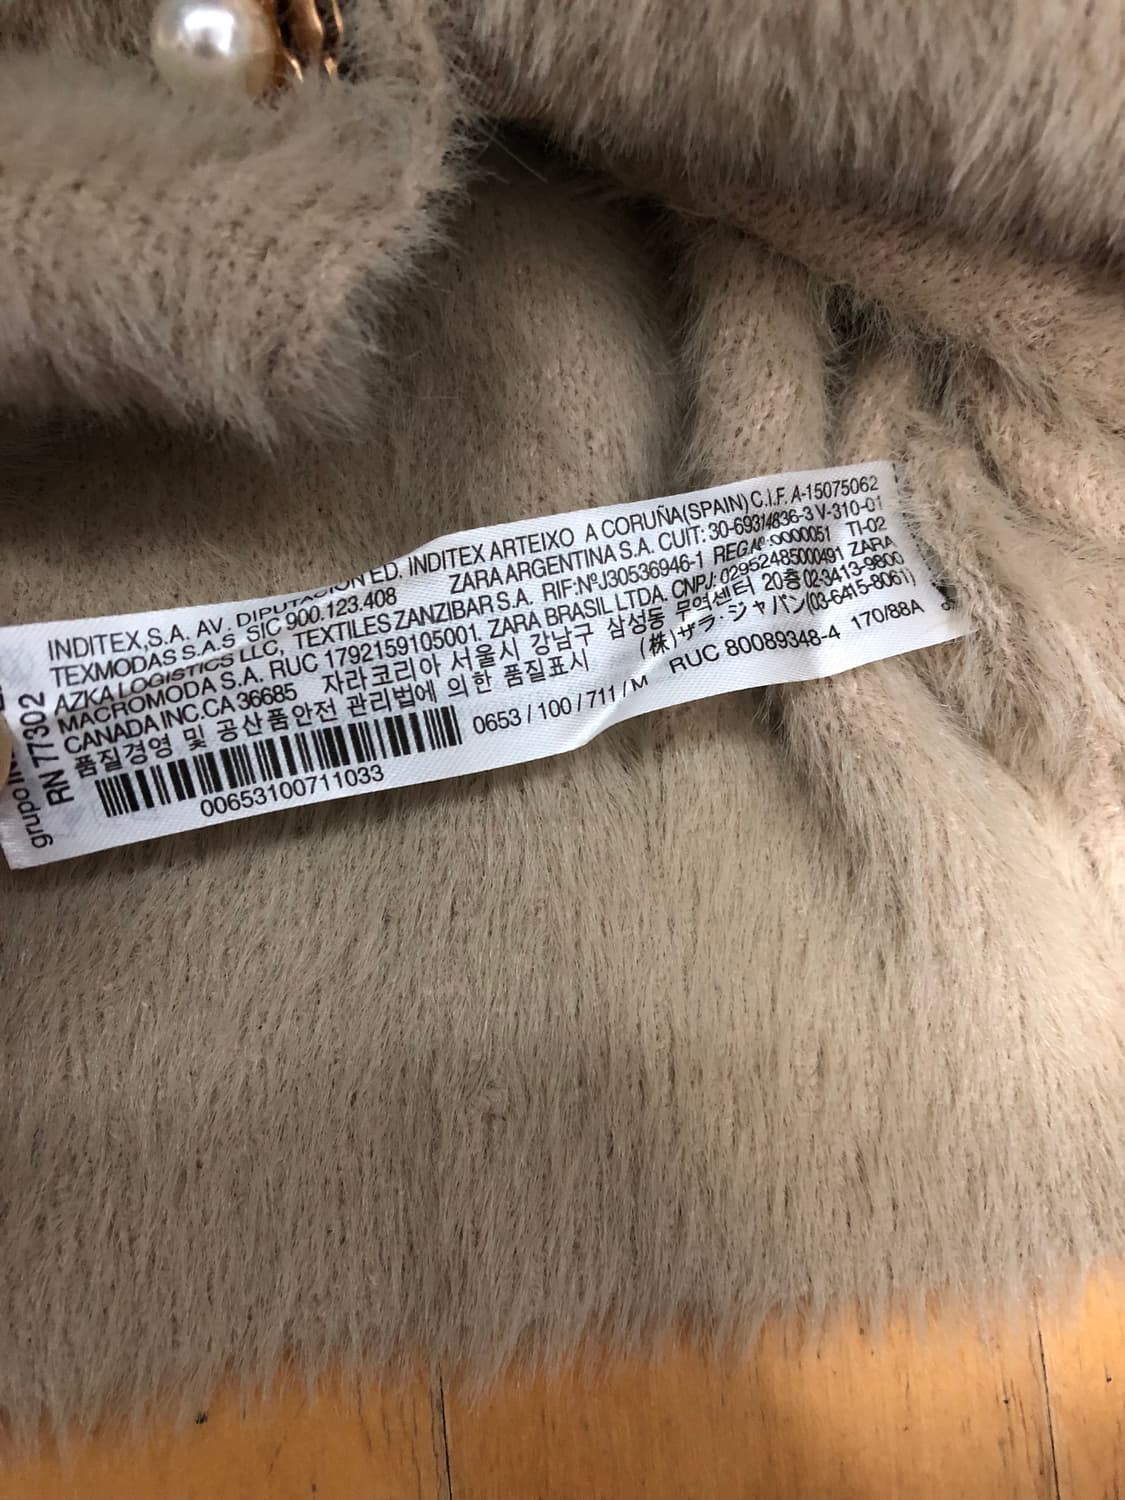 INDITEX,S.A. AV. DIPUTACIÓN ED. INDITEX ARTEIXO A CORUÑA(SPAIN) C.I.F. A-15075062
TEXMODAS S.A.S SIC 900.123.408 ZARA ARGENTINA S.A. CUIT: 30-69314836-3 V-310-01
AZKA LOGISTICS LLC, TEXTILES ZANZIBAR S.A. RIF:NºJ30536946-1 REG.Aº:0000051 TI-02
MACROMODA S.A. RUC 1792159105001. ZARA BRASIL LTDA. CNPJ: 02952485000491 ZARA
CANADA INC.CA 36685 자라코리아 서울시 강남구 삼성동 무역센터 20층 02-3413-9800
품질경영 및 공산품안전 관리법에 의한 품질표시 (株)ザラ・ジャパン(03-6415-8061)
0653 / 100 / 711 / M RUC 80089348-4 170/88A
00653100711033
grupo
RN 77302